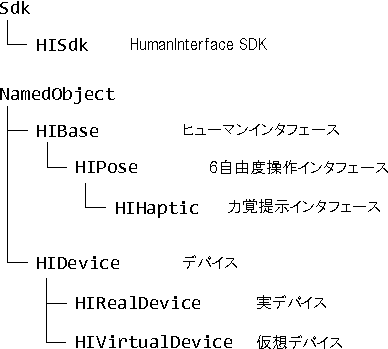 Sdk
HISdk HumanInterface SDK
NamedObject
HIBase ヒューマンインタフェース
HIPose 6自由度操作インタフェース
HIHaptic 力覚提示インタフェース
HIDevice デバイス
HIRealDevice 実デバイス
HIVirtualDevice 仮想デバイス